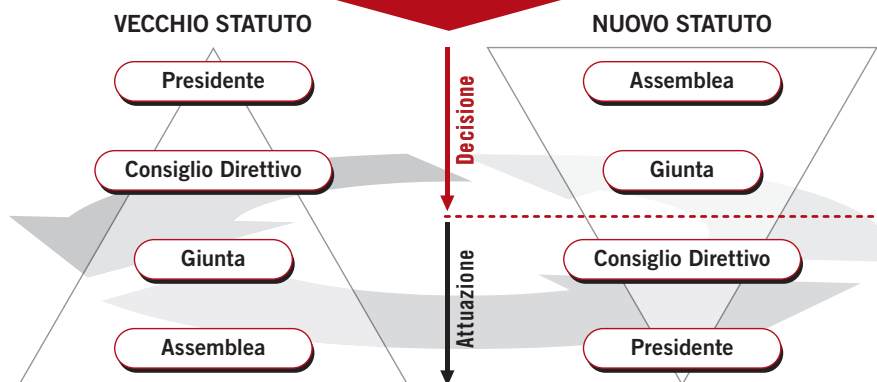 VECCHIO STATUTO
Presidente
Consiglio Direttivo
Giunta
Assemblea
Decisione
Attuazione
NUOVO STATUTO
Assemblea
Giunta
Consiglio Direttivo
Presidente